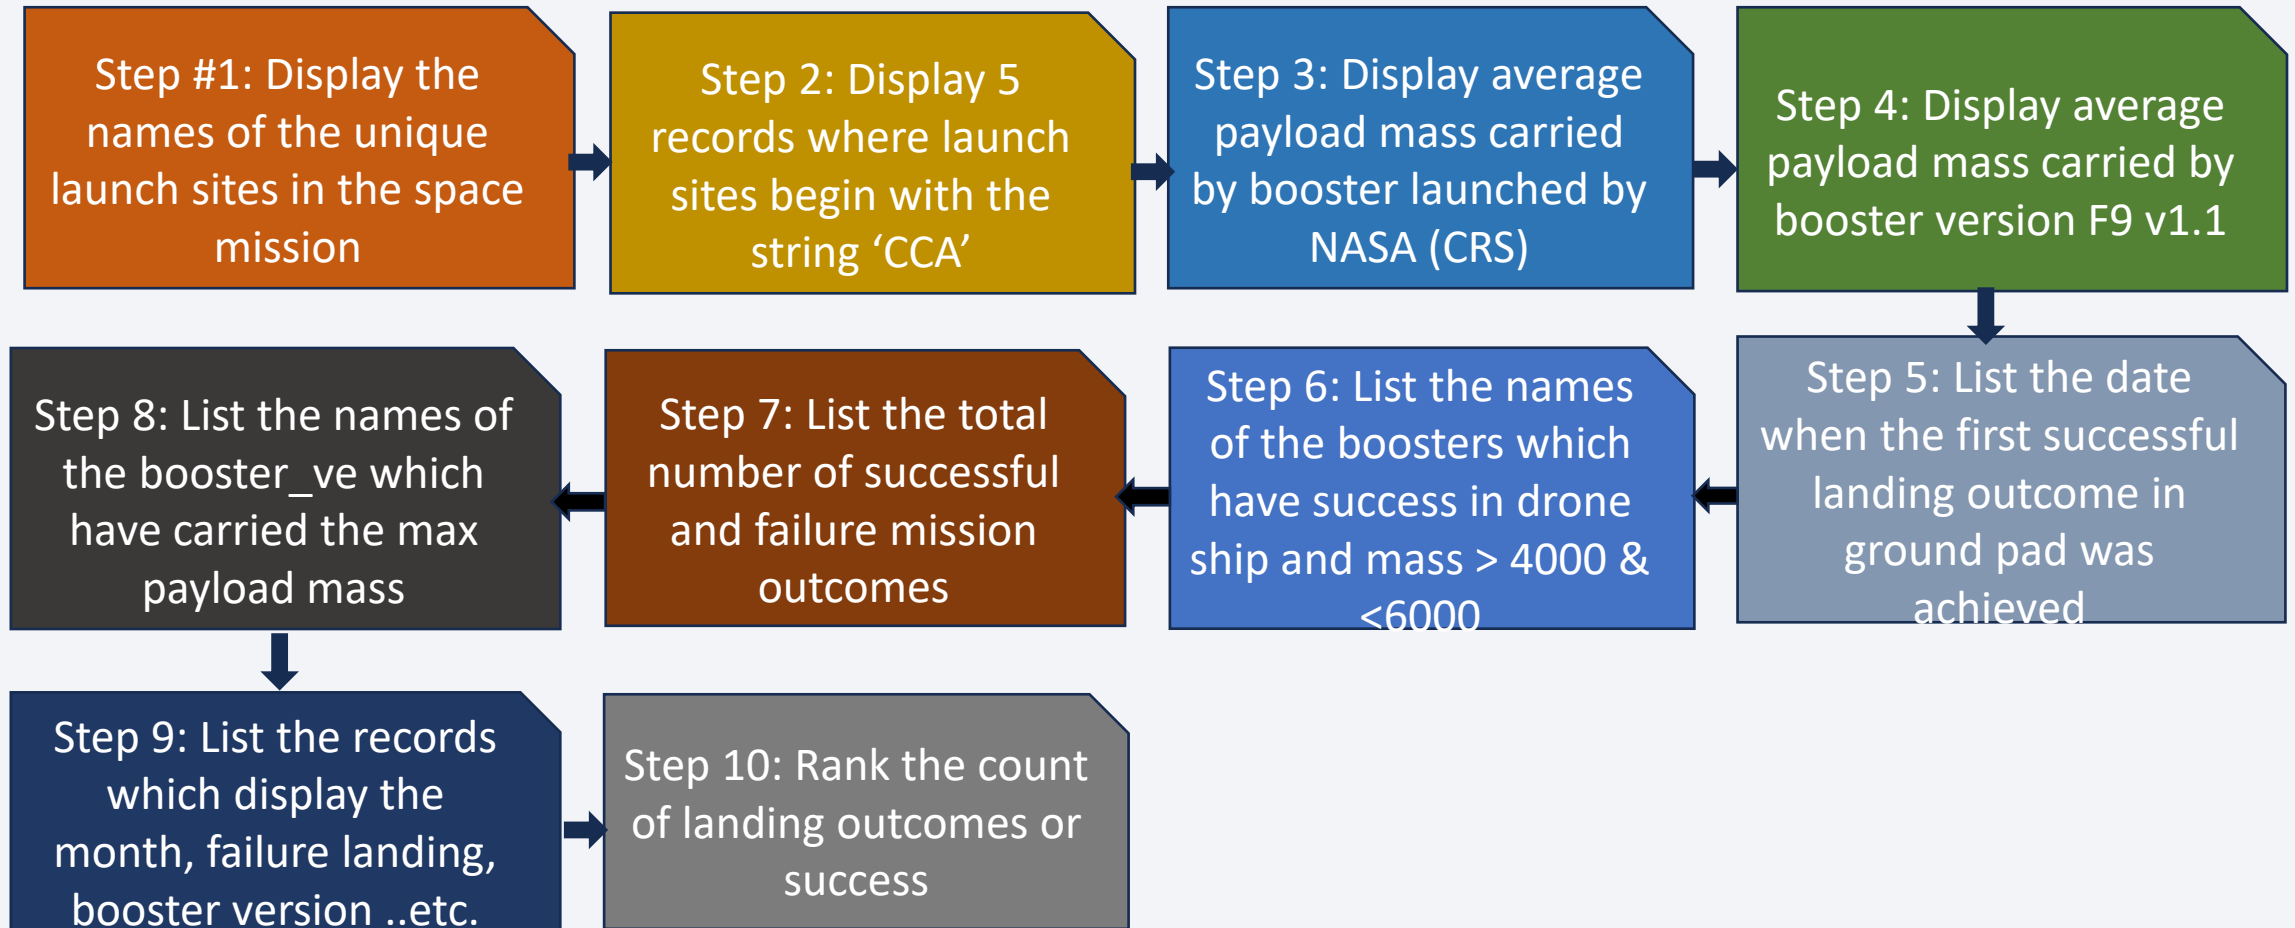 Step #1: Display the
names of the unique
launch sites in the space
mission
Step 2: Display 5
records where launch
sites begin with the
string ‘CCA’
Step 3: Display average
payload mass carried
by booster launched by
NASA (CRS)
Step 4: Display average
payload mass carried by
booster version F9 v1.1
Step 5: List the date
when the first successful
landing outcome in
ground pad was
achieved
Step 6: List the names
of the boosters which
have success in drone
ship and mass > 4000 &
<6000
Step 7: List the total
number of successful
and failure mission
outcomes
Step 8: List the names of
the booster_ve which
have carried the max
payload mass
Step 9: List the records
which display the
month, failure landing,
booster version ..etc.
Step 10: Rank the count
of landing outcomes or
success